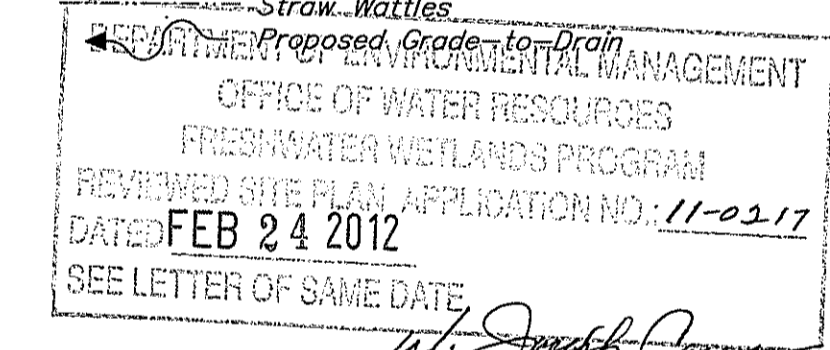 Straw Wattles
Proposed Grade-to-Drain
DEPARTMENT OF ENVIRONMENTAL MANAGEMENT
OFFICE OF WATER RESOURCES
FRESHWATER WETLANDS PROGRAM
REVIEWED SITE PLAN APPLICATION NO.: 11-0217
DATED FEB 24 2012
SEE LETTER OF SAME DATE